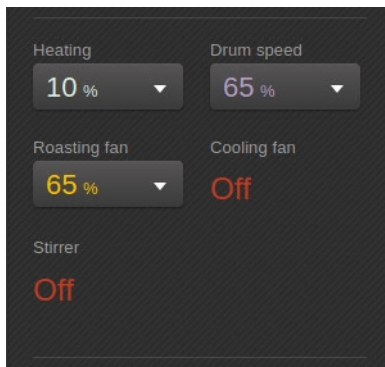 Heating Drum speed
10 % 65 %
Roasting fan Cooling fan
65 % Off
Stirrer
Off